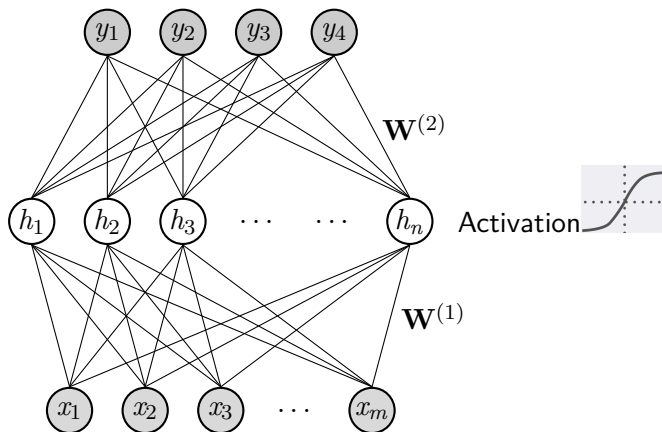 y₁ y₂ y₃ y₄
W⁽²⁾
h₁ h₂ h₃ ⋯ ⋯ hₙ Activation
W⁽¹⁾
x₁ x₂ x₃ ⋯ xₘ